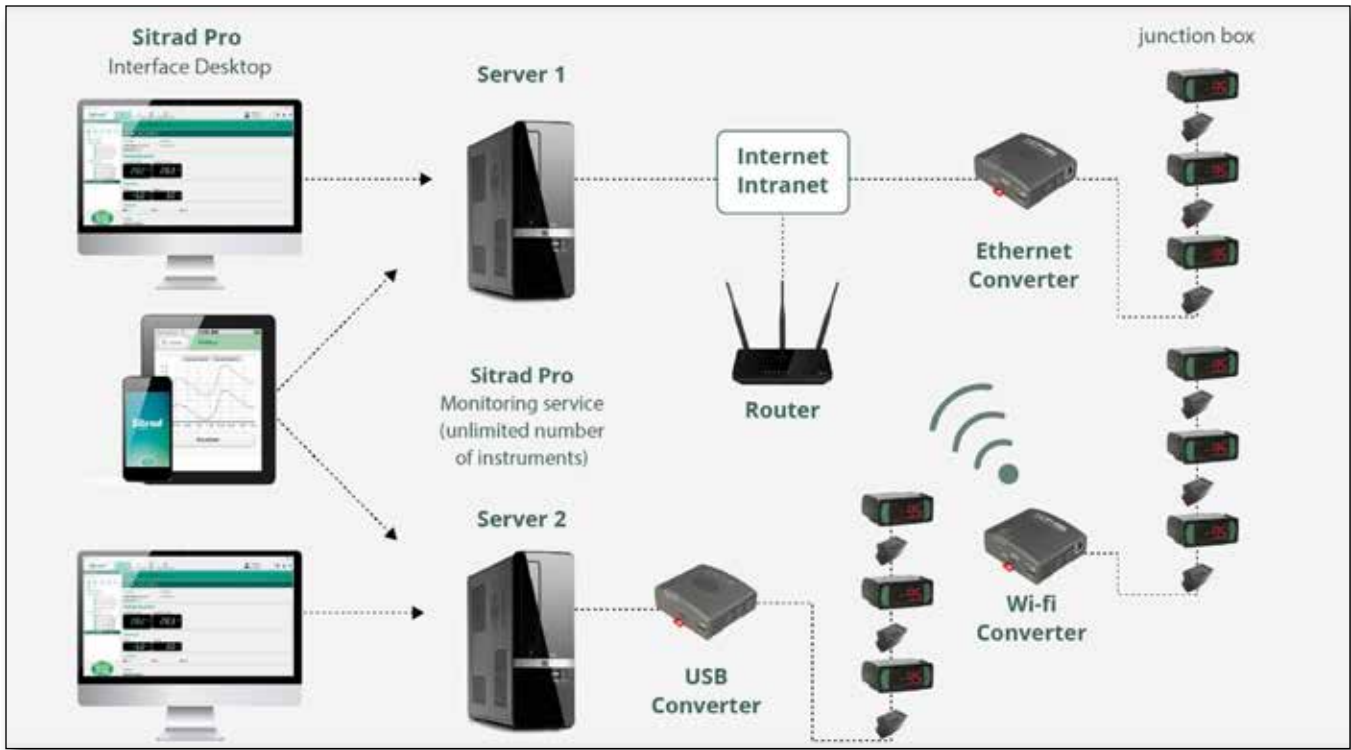 Sitrad Pro
Interface Desktop
Server 1
junction box
Internet
Intranet
Ethernet
Converter
Router
Sitrad
Sitrad Pro
Monitoring service
(unlimited number
of instruments)
Server 2
USB
Converter
Wi-fi
Converter